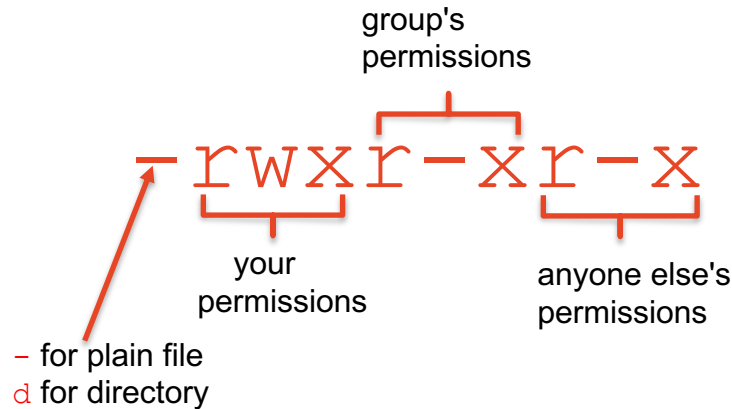 group's
permissions
-rwxr-xr-x
your
permissions
anyone else's
permissions
- for plain file
d for directory